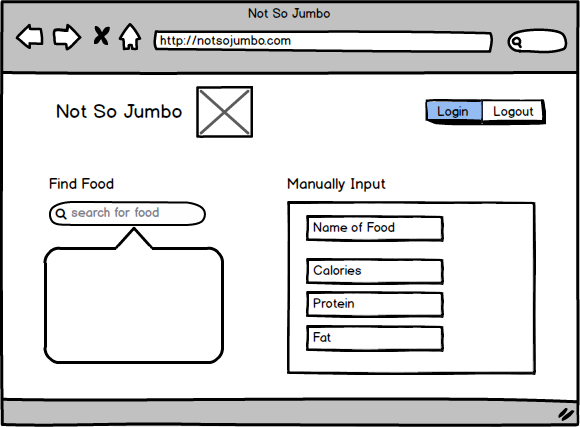 Not So Jumbo
http://notsojumbo.com
Not So Jumbo
Login Logout
Find Food
search for food
Manually Input
Name of Food
Calories
Protein
Fat